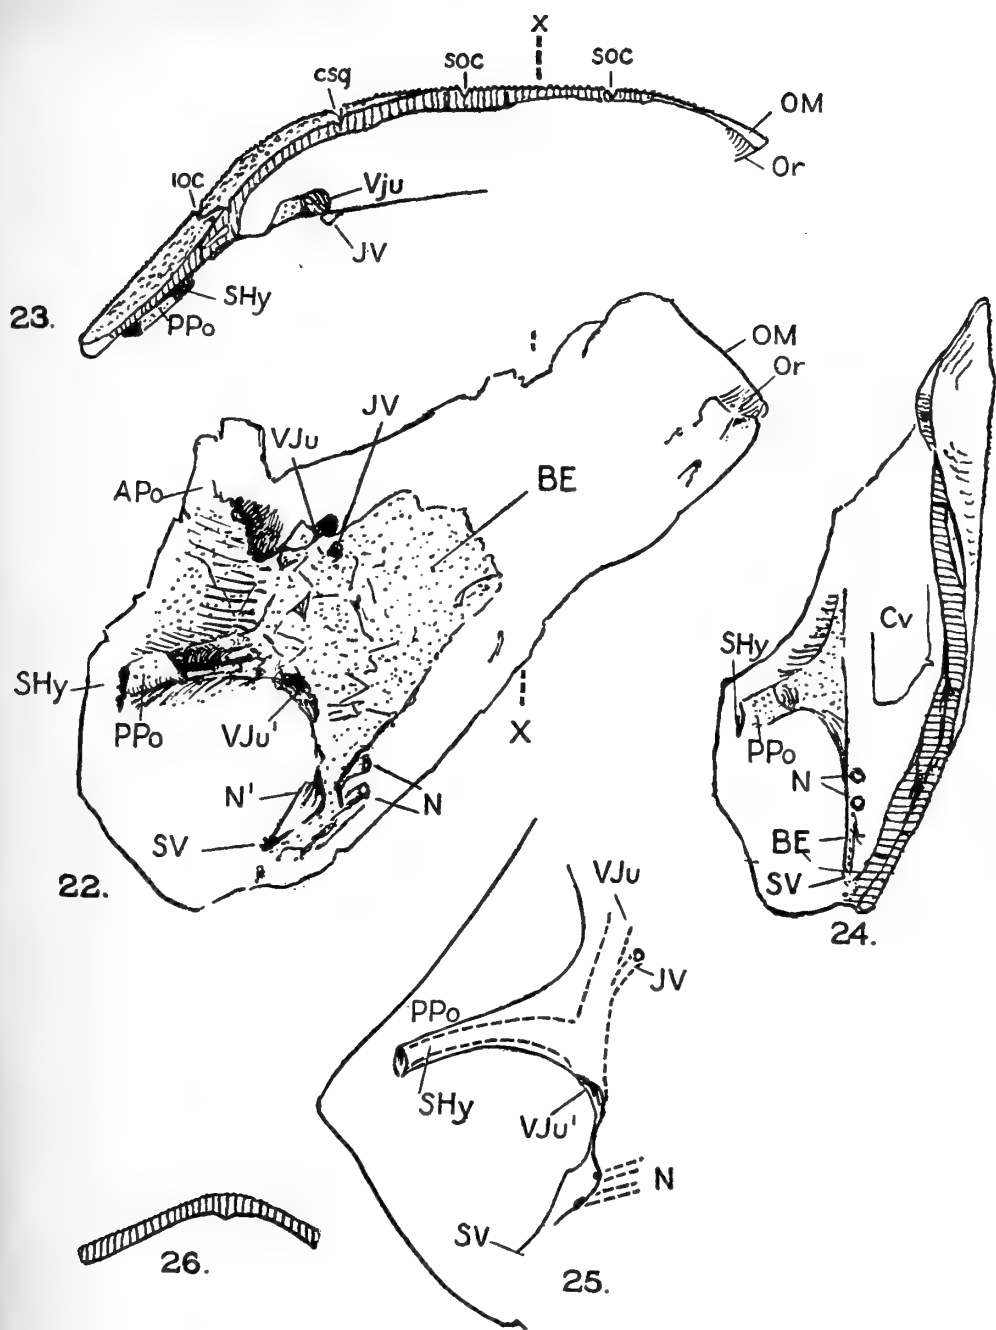 X
soc
soc
csq
OM
Or
ioc
Vju
JV
SHy
PPo
23.
OM
Or
JV
VJu
APo
BE
SHy
PPo
VJu'
X
N'
N
SV
22.
Cv
SHy
PPo
N
BE
SV
24.
VJu
JV
PPo
SHy
VJu'
N
SV
25.
26.